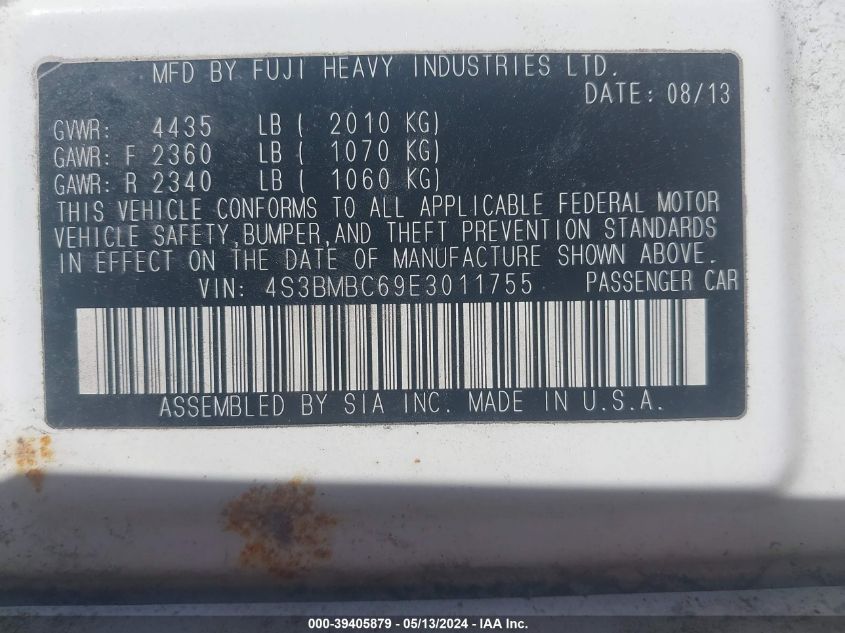 MFD BY FUJI HEAVY INDUSTRIES LTD.
DATE: 08/13
GVWR: 4435 LB ( 2010 KG)
GAWR: F 2360 LB ( 1070 KG)
GAWR: R 2340 LB ( 1060 KG)
THIS VEHICLE CONFORMS TO ALL APPLICABLE FEDERAL MOTOR
VEHICLE SAFETY,BUMPER,AND THEFT PREVENTION STANDARDS
IN EFFECT ON THE DATE OF MANUFACTURE SHOWN ABOVE.
VIN: 4S3BMBC69E3011755 PASSENGER CAR
ASSEMBLED BY SIA INC. MADE IN U.S.A.
000-39405879 - 05/13/2024 - IAA Inc.